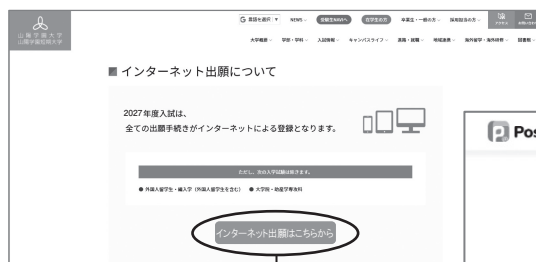 山陽学園大学
山陽学園短期大学
G 言語を選択 ▼ NEWS 受験生NAVIへ 在学生の方 卒業生・一般の方 採用担当の方 アクセス
大学概要 学部・学科 入試情報 キャンパスライフ 進路・就職 地域連携 海外留学・海外研修 図書館
■ インターネット出願について
2027年度入試は、
全ての出願手続きがインターネットによる登録となります。
ただし、次の入学試験は除きます。
● 外国人留学生・編入学（外国人留学生を含む） ● 大学院・助産学専攻科
インターネット出願はこちらから
Pos